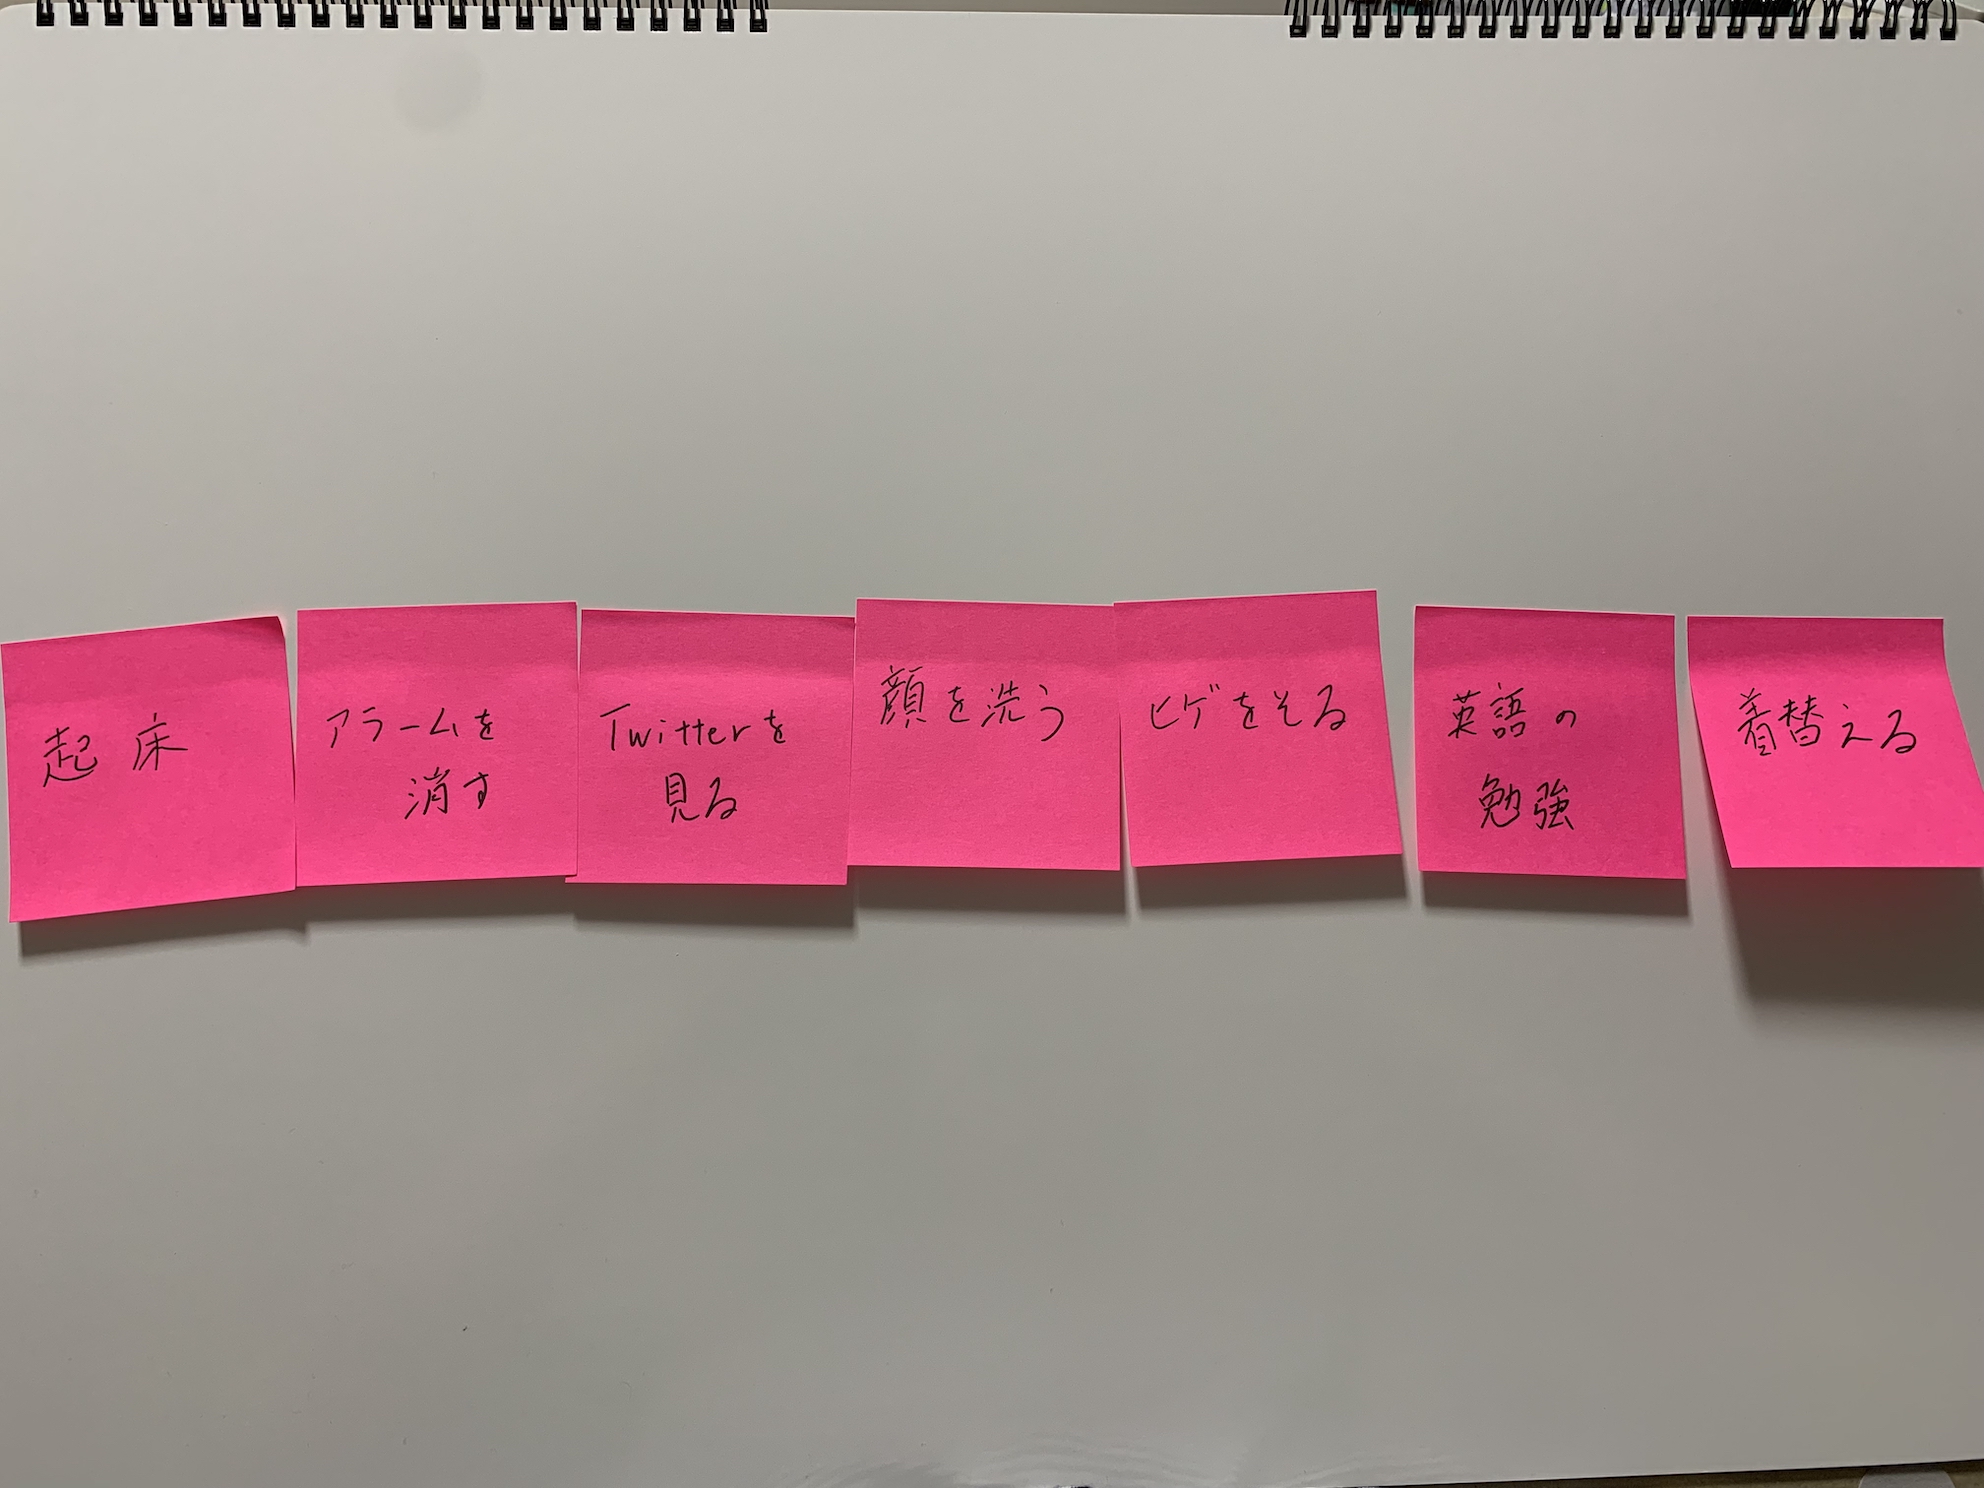 起床
アラームを
消す
Twitterを
見る
顔を洗う
ヒゲをそる
英語の
勉強
着替える